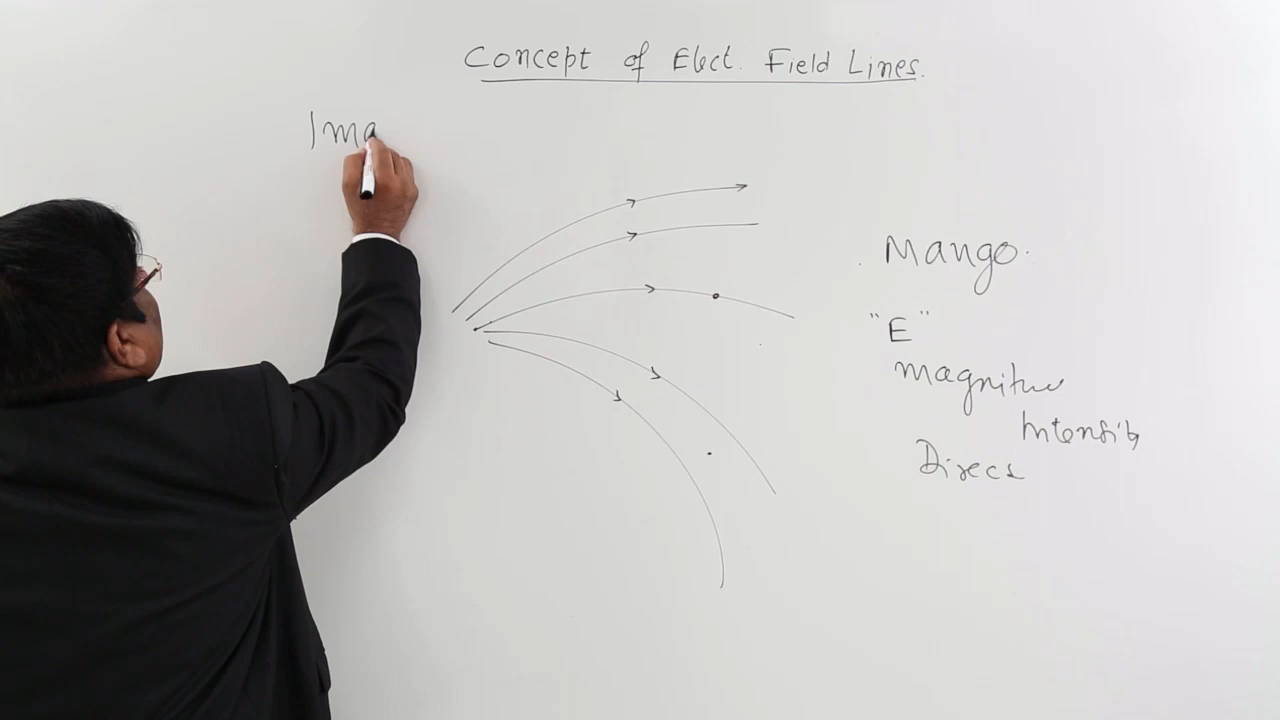 Concept of Elect. Field Lines.
Ima
Mango.
"E"
Magnitu
Intensity
Direc